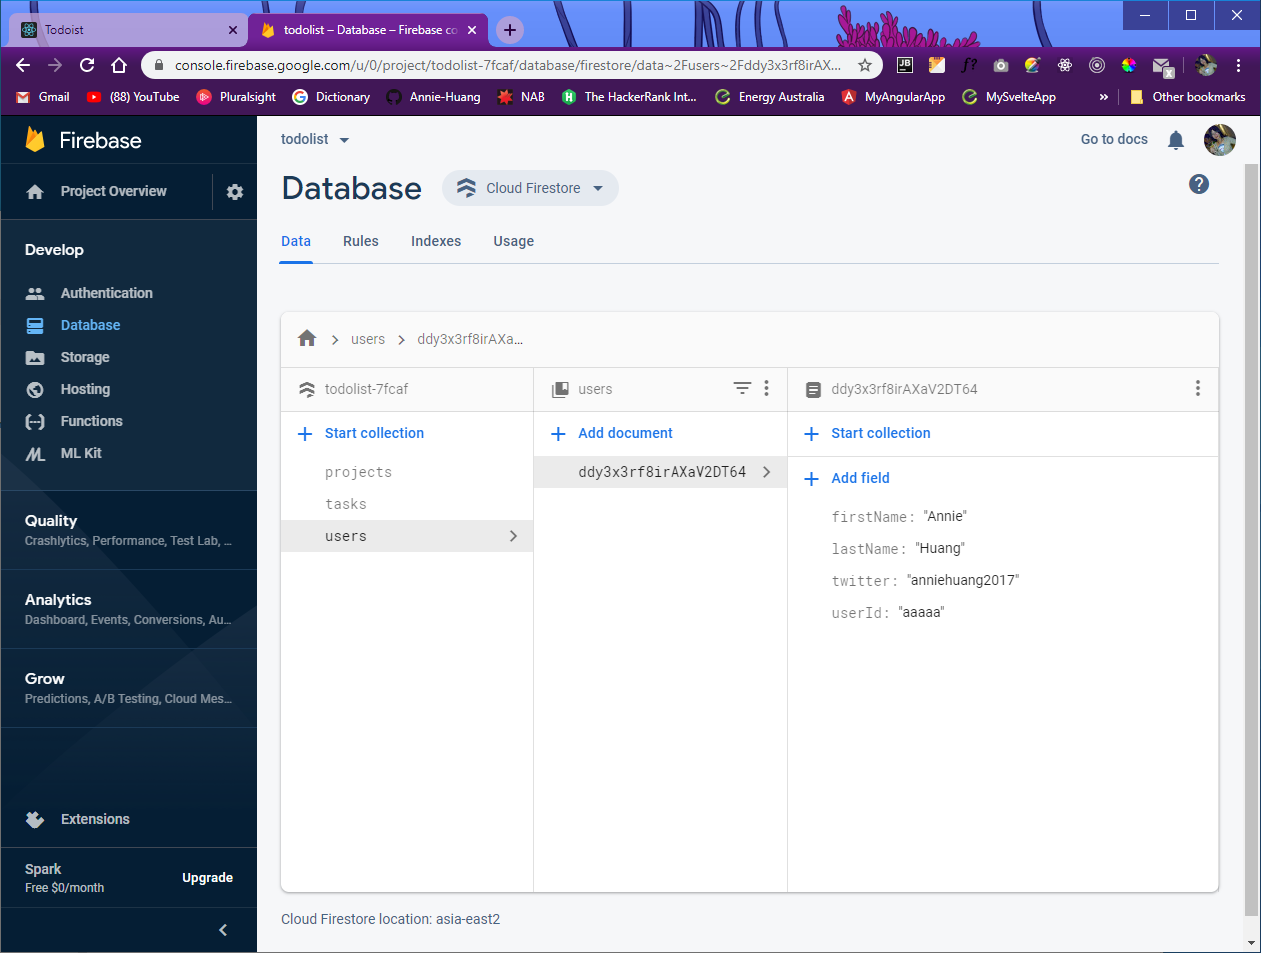 Todoist
todolist – Database – Firebase co
console.firebase.google.com/u/0/project/todolist-7fcaf/database/firestore/data~2Fusers~2Fddy3x3rf8irAX...
Gmail
(88) YouTube
Pluralsight
Dictionary
Annie-Huang
NAB
The HackerRank Int...
Energy Australia
MyAngularApp
MySvelteApp
»
Other bookmarks
Firebase
todolist
Go to docs
Project Overview
Database
Cloud Firestore
Data
Rules
Indexes
Usage
Develop
Authentication
Database
Storage
Hosting
Functions
ML Kit
Quality
Crashlytics, Performance, Test Lab, ...
Analytics
Dashboard, Events, Conversions, Au...
Grow
Predictions, A/B Testing, Cloud Mes...
Extensions
Spark
Free $0/month
Upgrade
users
ddy3x3rf8irAXa...
todolist-7fcaf
Start collection
projects
tasks
users
users
Add document
ddy3x3rf8irAXaV2DT64
ddy3x3rf8irAXaV2DT64
Start collection
Add field
firstName: "Annie"
lastName: "Huang"
twitter: "anniehuang2017"
userId: "aaaaa"
Cloud Firestore location: asia-east2